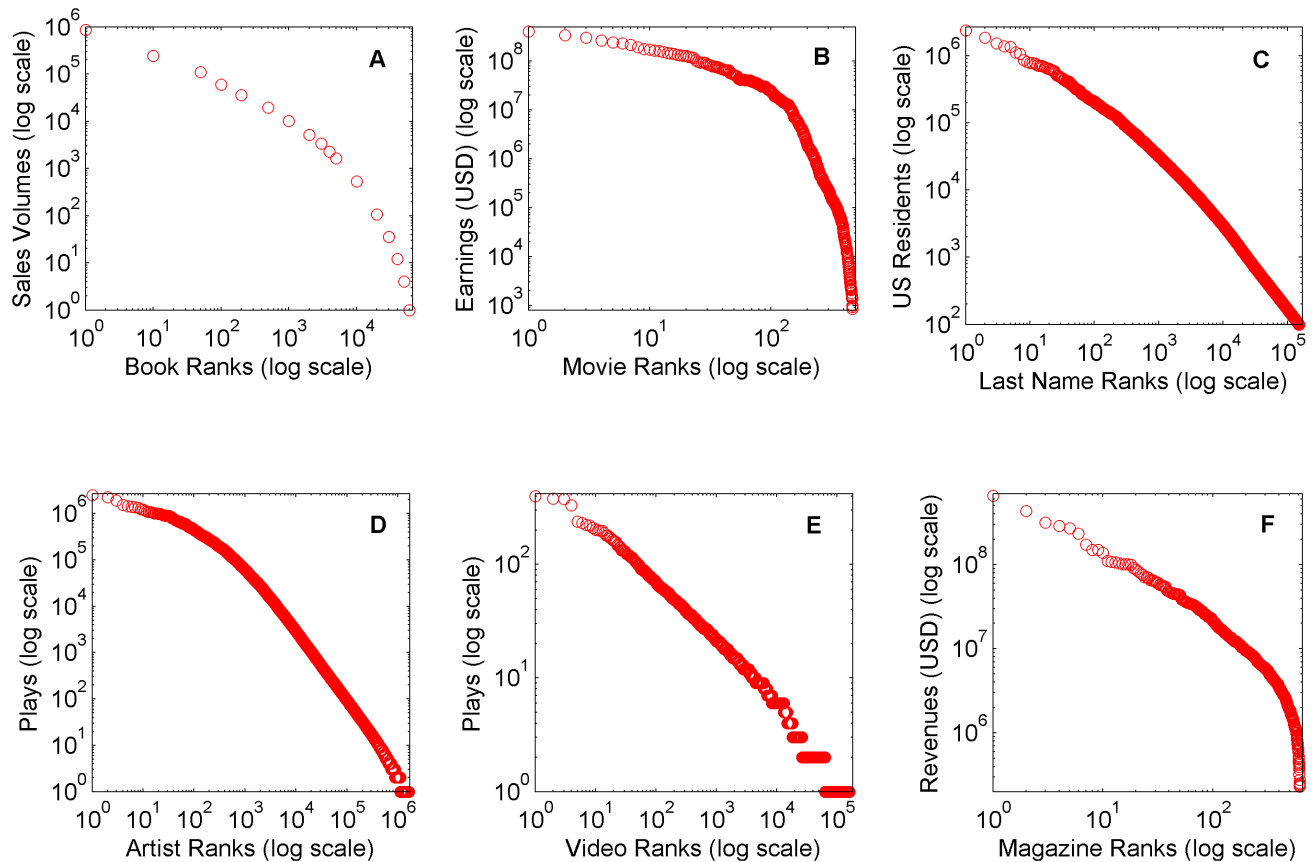 A
Sales Volumes (log scale)
10^6
10^5
10^4
10^3
10^2
10^1
10^0
10^0 10^1 10^2 10^3 10^4
Book Ranks (log scale)
B
Earnings (USD) (log scale)
10^8
10^7
10^6
10^5
10^4
10^3
10^0 10^1 10^2
Movie Ranks (log scale)
C
US Residents (log scale)
10^6
10^5
10^4
10^3
10^2
10^0 10^1 10^2 10^3 10^4 10^5
Last Name Ranks (log scale)
D
Plays (log scale)
10^6
10^5
10^4
10^3
10^2
10^1
10^0
10^0 10^1 10^2 10^3 10^4 10^5 10^6
Artist Ranks (log scale)
E
Plays (log scale)
10^2
10^1
10^0
10^0 10^1 10^2 10^3 10^4 10^5
Video Ranks (log scale)
F
Revenues (USD) (log scale)
10^8
10^7
10^6
10^0 10^1 10^2
Magazine Ranks (log scale)